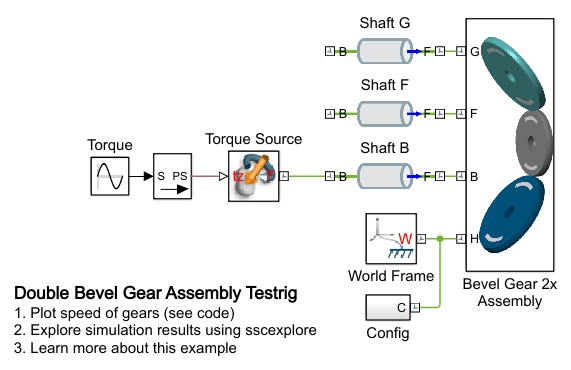 Shaft G
B F G
Shaft F
B F F
Torque
Torque Source
Shaft B
S PS
B F B
W H
World Frame
Bevel Gear 2x
Assembly
C
Config
Double Bevel Gear Assembly Testrig
1. Plot speed of gears (see code)
2. Explore simulation results using sscexplore
3. Learn more about this example